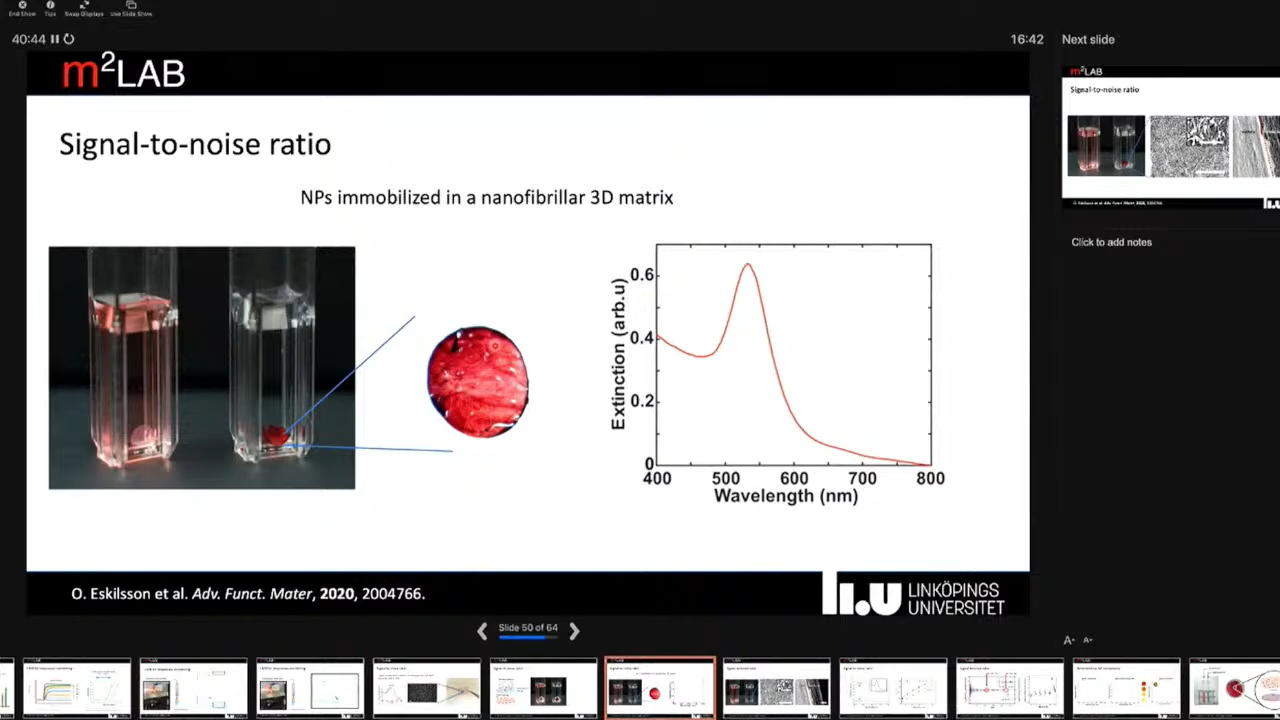 End Show
Tips
Swap Displays
Use Slide Show
40:44
16:42
Next slide
m²LAB
m²LAB
Signal-to-noise ratio
Signal-to-noise ratio
NPs immobilized in a nanofibrillar 3D matrix
Click to add notes
Extinction (arb.u)
0.6
0.4
0.2
0
400 500 600 700 800
Wavelength (nm)
O. Eskilsson et al. Adv. Funct. Mater, 2020, 2004766.
LiU LINKÖPINGS
UNIVERSITET
Slide 50 of 64